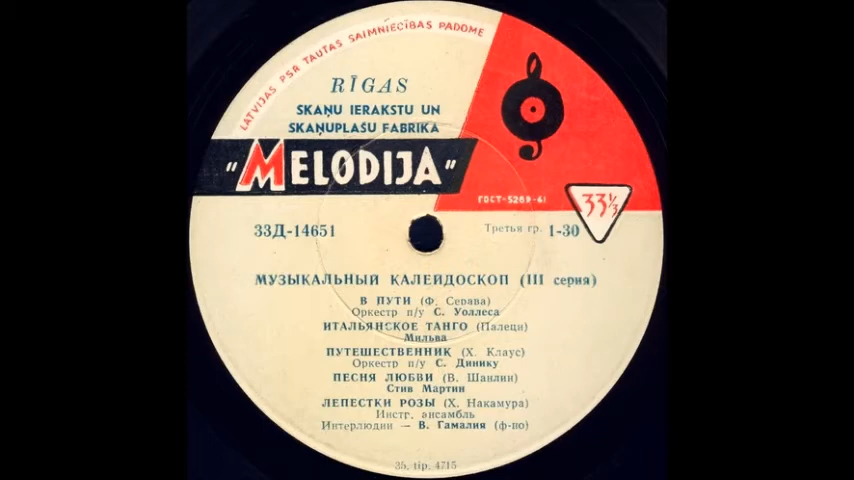 LATVIJAS PSR TAUTAS SAIMNIECĪBAS PADOME
RĪGAS
SKAŅU IERAKSTU UN
SKAŅUPLAŠU FABRIKA
"MELODIJA"
ГОСТ-5289-61
33⅓
33Д-14651
Третья гр. 1-30
МУЗЫКАЛЬНЫЙ КАЛЕЙДОСКОП (III серия)
В ПУТИ (Ф. Серава)
Оркестр п/у С. Уоллеса
ИТАЛЬЯНСКОЕ ТАНГО (Палеци)
Мильва
ПУТЕШЕСТВЕННИК (Х. Клаус)
Оркестр п/у С. Динику
ПЕСНЯ ЛЮБВИ (В. Шанлин)
Стив Мартин
ЛЕПЕСТКИ РОЗЫ (Х. Накамура)
Инстр. ансамбль
Интерлюдии — В. Гамалия (ф-по)
35. tip. 4715